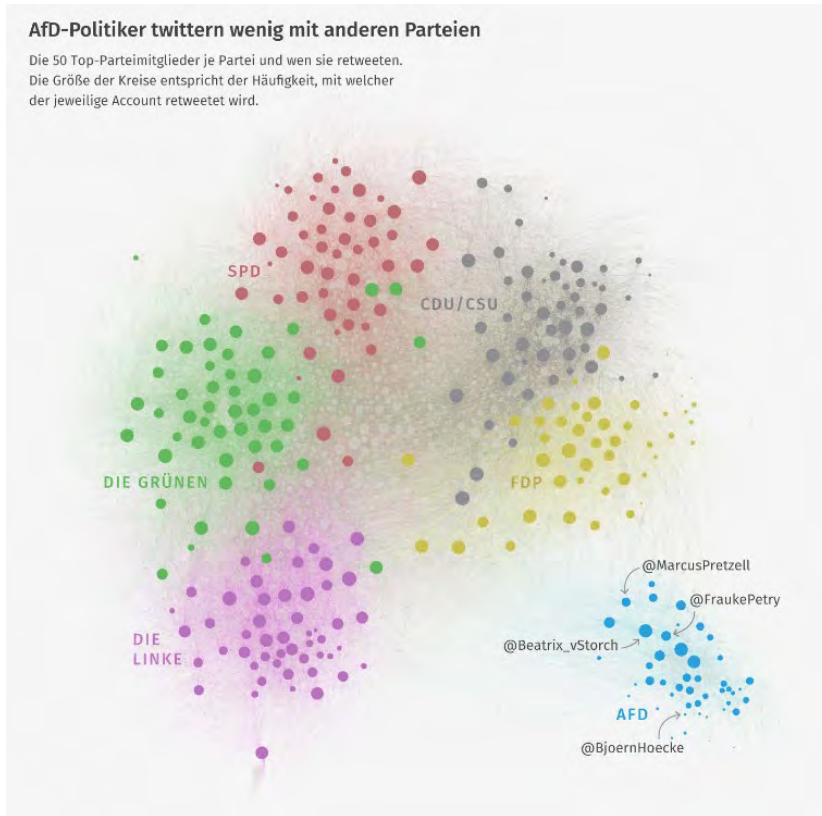 AfD-Politiker twittern wenig mit anderen Parteien
Die 50 Top-Parteimitglieder je Partei und wen sie retweeten.
Die Größe der Kreise entspricht der Häufigkeit, mit welcher
der jeweilige Account retweetet wird.
SPD
CDU/CSU
DIE GRÜNEN
FDP
@MarcusPretzell
@FraukePetry
@Beatrix_vStorch
DIE
LINKE
AFD
@BjoernHoecke